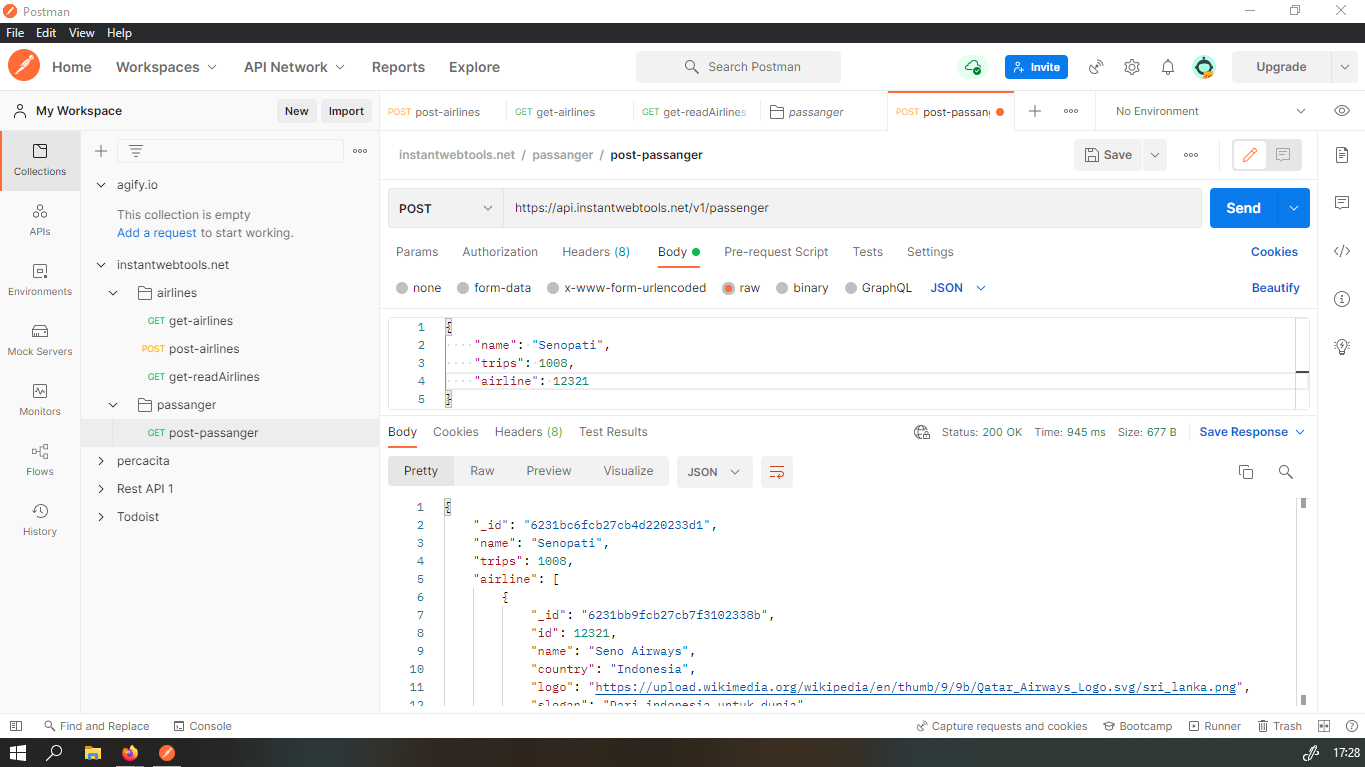 Postman
File Edit View Help
Home Workspaces API Network Reports Explore Search Postman Invite Upgrade
My Workspace New Import
POST post-airlines GET get-airlines GET get-readAirlines passanger POST post-passang No Environment
Collections
APIs
Environments
Mock Servers
Monitors
Flows
History
agify.io
This collection is empty
Add a request to start working.
instantwebtools.net
airlines
GET get-airlines
POST post-airlines
GET get-readAirlines
passanger
GET post-passanger
percacita
Rest API 1
Todoist
instantwebtools.net / passanger / post-passanger Save
POST https://api.instantwebtools.net/v1/passenger Send
Params Authorization Headers (8) Body Pre-request Script Tests Settings Cookies
none form-data x-www-form-urlencoded raw binary GraphQL JSON Beautify
1 {
2 "name": "Senopati",
3 "trips": 1008,
4 "airline": 12321
5 }
Body Cookies Headers (8) Test Results Status: 200 OK Time: 945 ms Size: 677 B Save Response
Pretty Raw Preview Visualize JSON
1 {
2 "_id": "6231bc6fcb27cb4d220233d1",
3 "name": "Senopati",
4 "trips": 1008,
5 "airline": [
6 {
7 "_id": "6231bb9fcb27cb7f3102338b",
8 "id": 12321,
9 "name": "Seno Airways",
10 "country": "Indonesia",
11 "logo": "https://upload.wikimedia.org/wikipedia/en/thumb/9/9b/Qatar_Airways_Logo.svg/sri_lanka.png",
12 "slogan": "Dari indonesia untuk dunia"
Find and Replace Console Capture requests and cookies Bootcamp Runner Trash
17:28